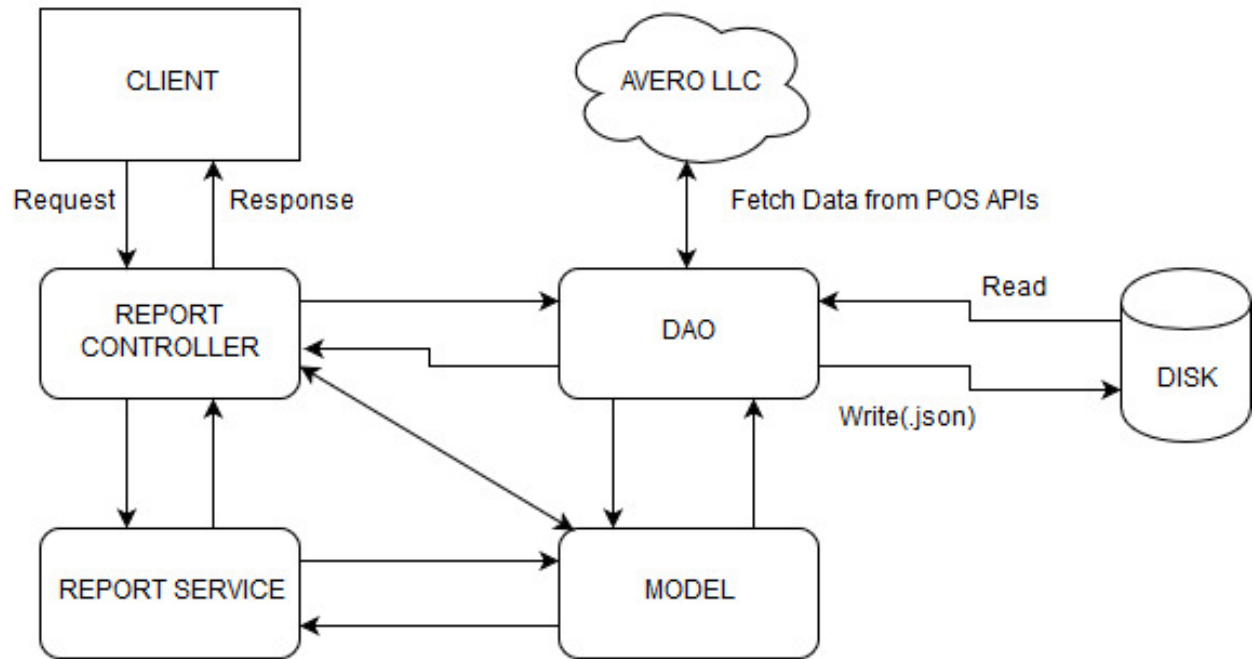 CLIENT
AVERO LLC
Request
Response
Fetch Data from POS APIs
REPORT
CONTROLLER
DAO
Read
DISK
Write(.json)
REPORT SERVICE
MODEL